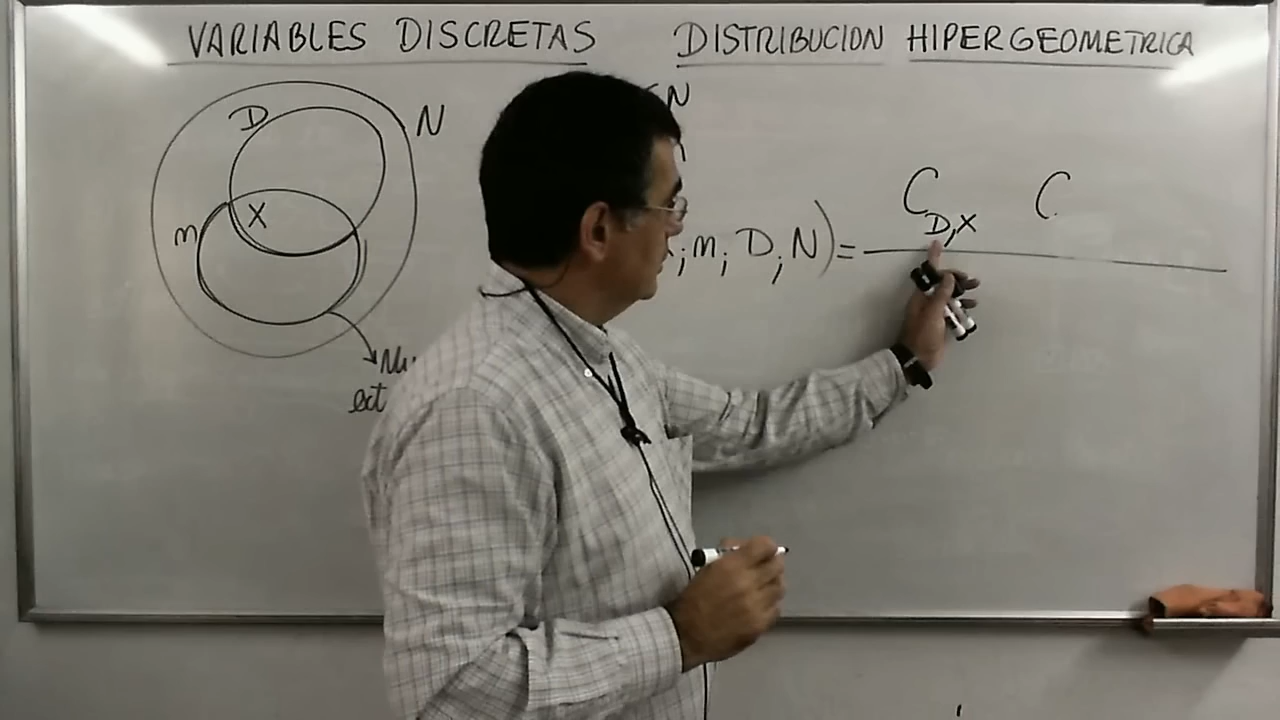 VARIABLES DISCRETAS DISTRIBUCION HIPERGEOMETRICA
D N
X
m
;m; D; N) =
C D,X C